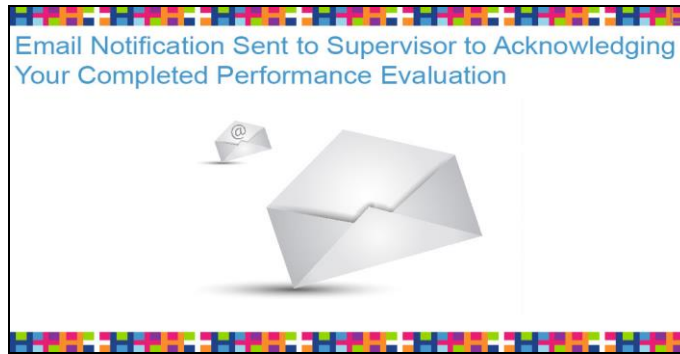 Email Notification Sent to Supervisor to Acknowledging
Your Completed Performance Evaluation
@